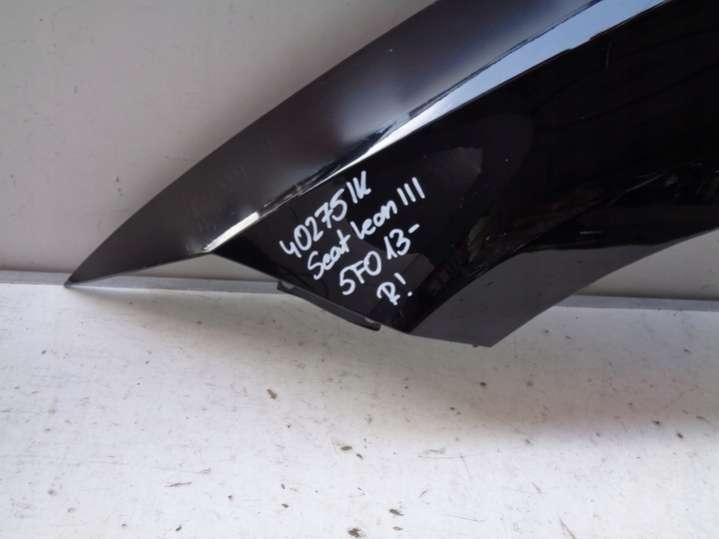 40275IK
Seat Leon III
5F0 13-
R!